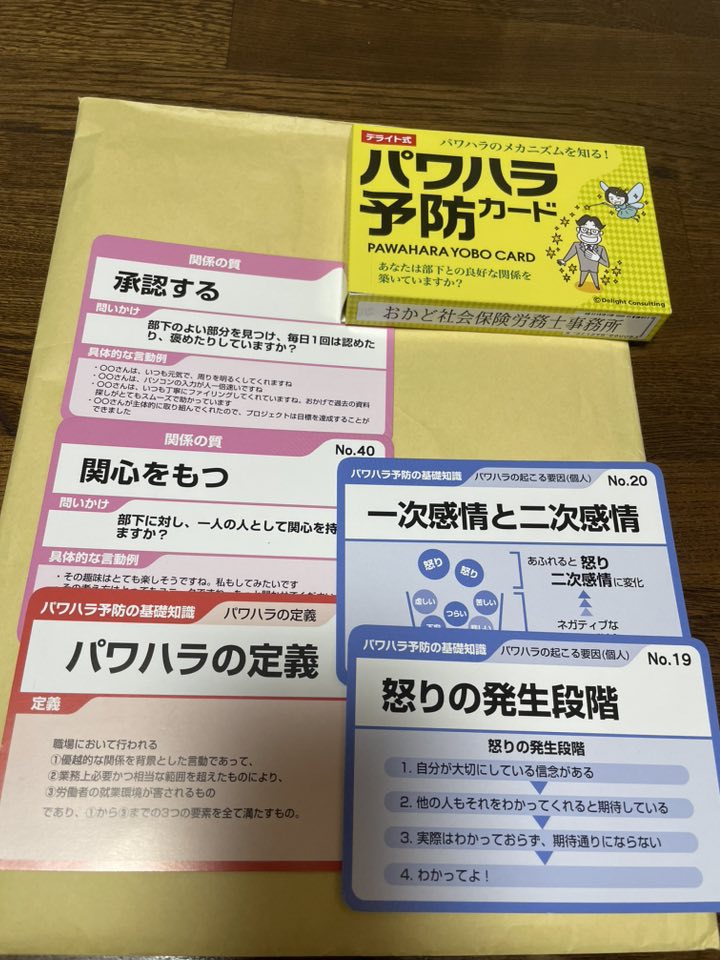 デライト式
パワハラのメカニズムを知る！
パワハラ
予防カード
PAWAHARA YOBO CARD
あなたは部下との良好な関係を
築いていますか？
©Delight Consulting
おかど社会保険労務士事務所
関係の質
承認する
問いかけ
部下のよい部分を見つけ、毎日1回は認めた
り、褒めたりしていますか？
具体的な言動例
・〇〇さんは、いつも元気で、周りを明るくしてくれますね
・〇〇さんは、パソコンの入力が人一倍速いですね
・〇〇さんは、いつも丁寧にファイリングしてくれていますね。おかげで過去の資料
探しがとてもスムーズで助かっています
・〇〇さんが主体的に取り組んでくれたので、プロジェクトは目標を達成することが
できました
関係の質
No.40
関心をもつ
問いかけ
部下に対し、一人の人として関心を持
ますか？
具体的な言動例
・その趣味はとても楽しそうですね。私もしてみたいです
パワハラ予防の基礎知識
パワハラの定義
パワハラの定義
定義
職場において行われる
①優越的な関係を背景とした言動であって、
②業務上必要かつ相当な範囲を超えたものにより、
③労働者の就業環境が害されるもの
であり、①から③までの3つの要素を全て満たすもの。
パワハラ予防の基礎知識
パワハラの起こる要因(個人)
No.20
一次感情と二次感情
怒り
怒り
あふれると 怒り
二次感情に変化
虚しい
苦しい
つらい
ネガティブな
パワハラ予防の基礎知識
パワハラの起こる要因(個人)
No.19
怒りの発生段階
怒りの発生段階
1. 自分が大切にしている信念がある
2. 他の人もそれをわかってくれると期待している
3. 実際はわかっておらず、期待通りにならない
4. わかってよ！